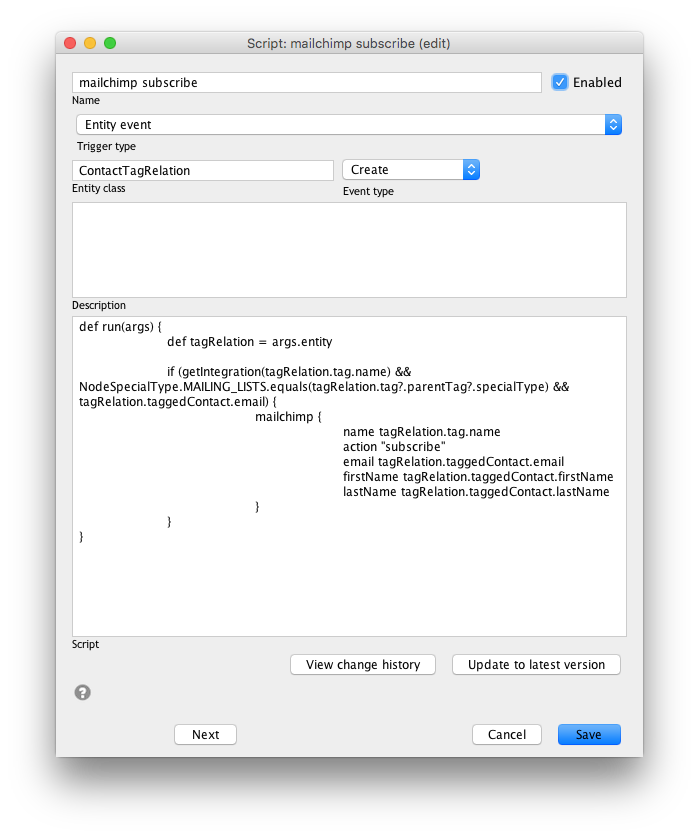 Script: mailchimp subscribe (edit)
mailchimp subscribe
Enabled
Name
Entity event
Trigger type
ContactTagRelation
Create
Entity class
Event type
Description
def run(args) {
def tagRelation = args.entity
if (getIntegration(tagRelation.tag.name) &&
NodeSpecialType.MAILING_LISTS.equals(tagRelation.tag?.parentTag?.specialType) &&
tagRelation.taggedContact.email) {
mailchimp {
name tagRelation.tag.name
action "subscribe"
email tagRelation.taggedContact.email
firstName tagRelation.taggedContact.firstName
lastName tagRelation.taggedContact.lastName
}
}
}
Script
View change history
Update to latest version
?
Next
Cancel
Save